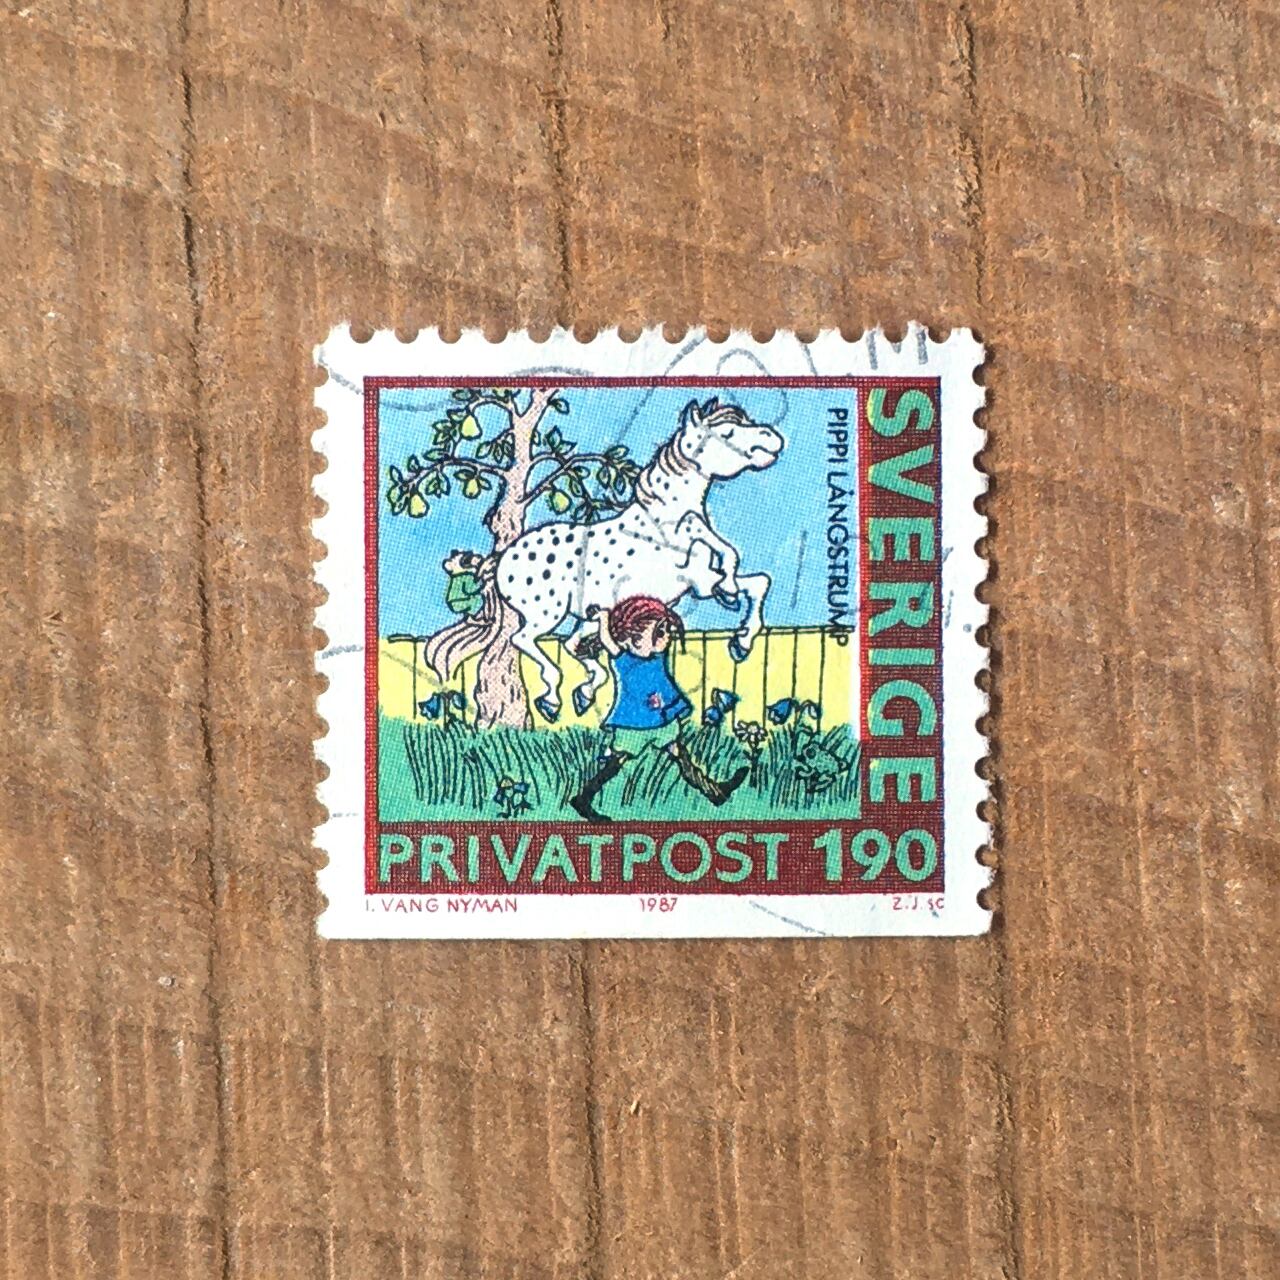 PIPPI LÅNGSTRUMP
SVERIGE
PRIVATPOST 190
I. VANG NYMAN 1987 Z.J. sc